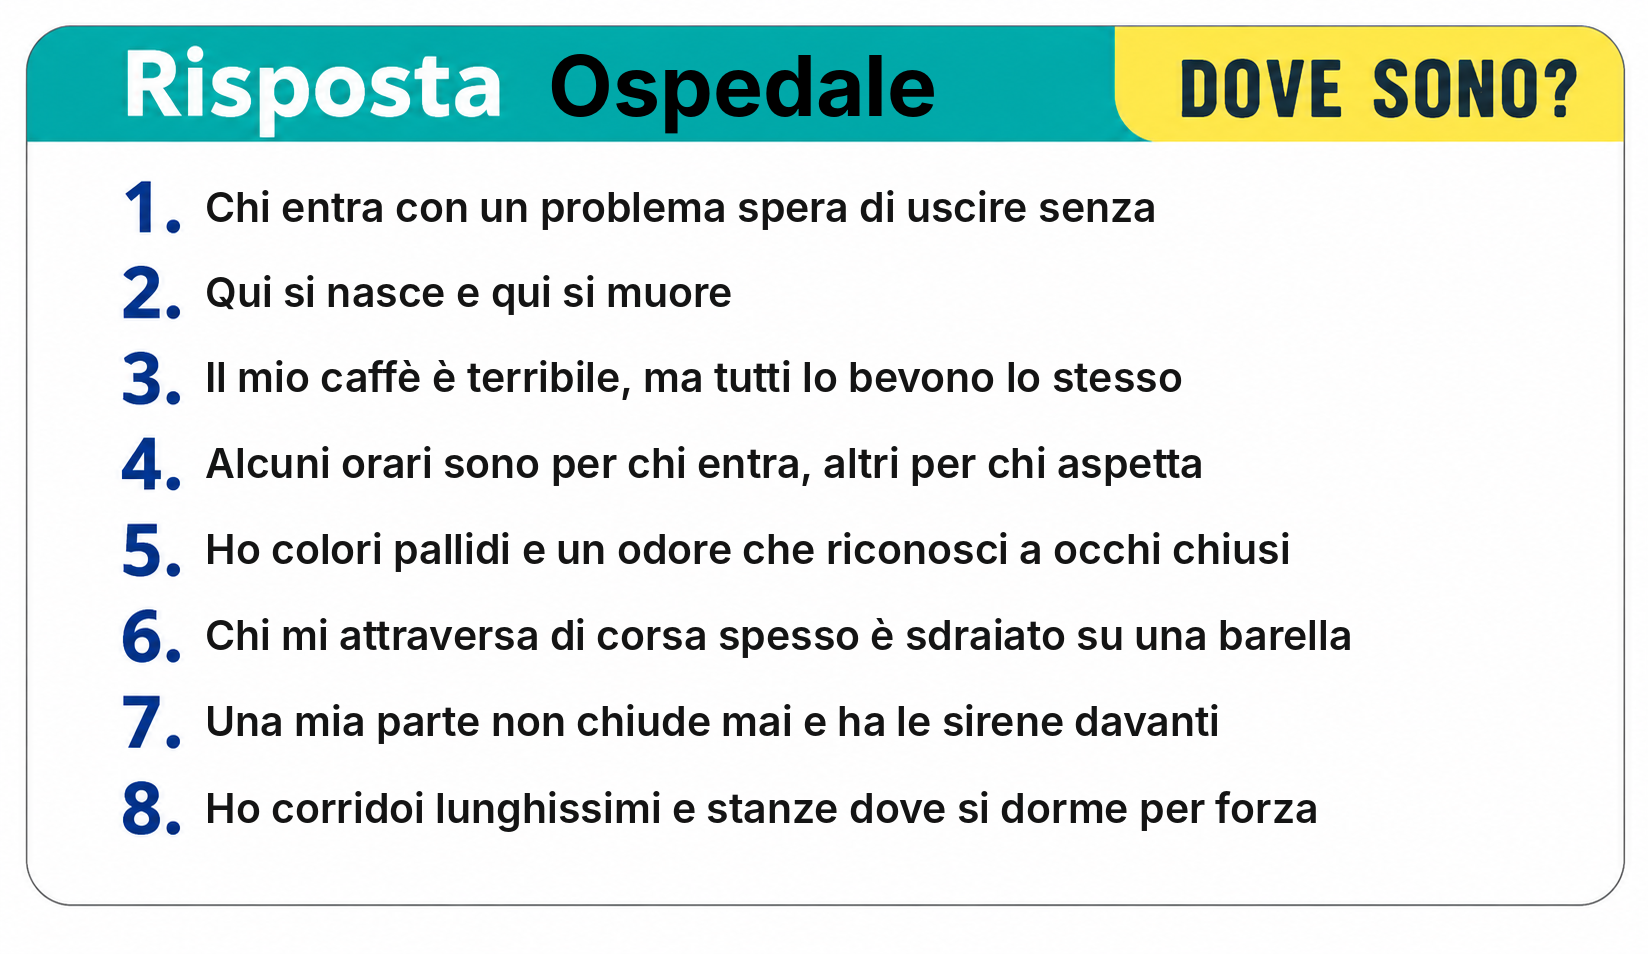 Risposta Ospedale
DOVE SONO?
1. Chi entra con un problema spera di uscire senza
2. Qui si nasce e qui si muore
3. Il mio caffè è terribile, ma tutti lo bevono lo stesso
4. Alcuni orari sono per chi entra, altri per chi aspetta
5. Ho colori pallidi e un odore che riconosci a occhi chiusi
6. Chi mi attraversa di corsa spesso è sdraiato su una barella
7. Una mia parte non chiude mai e ha le sirene davanti
8. Ho corridoi lunghissimi e stanze dove si dorme per forza